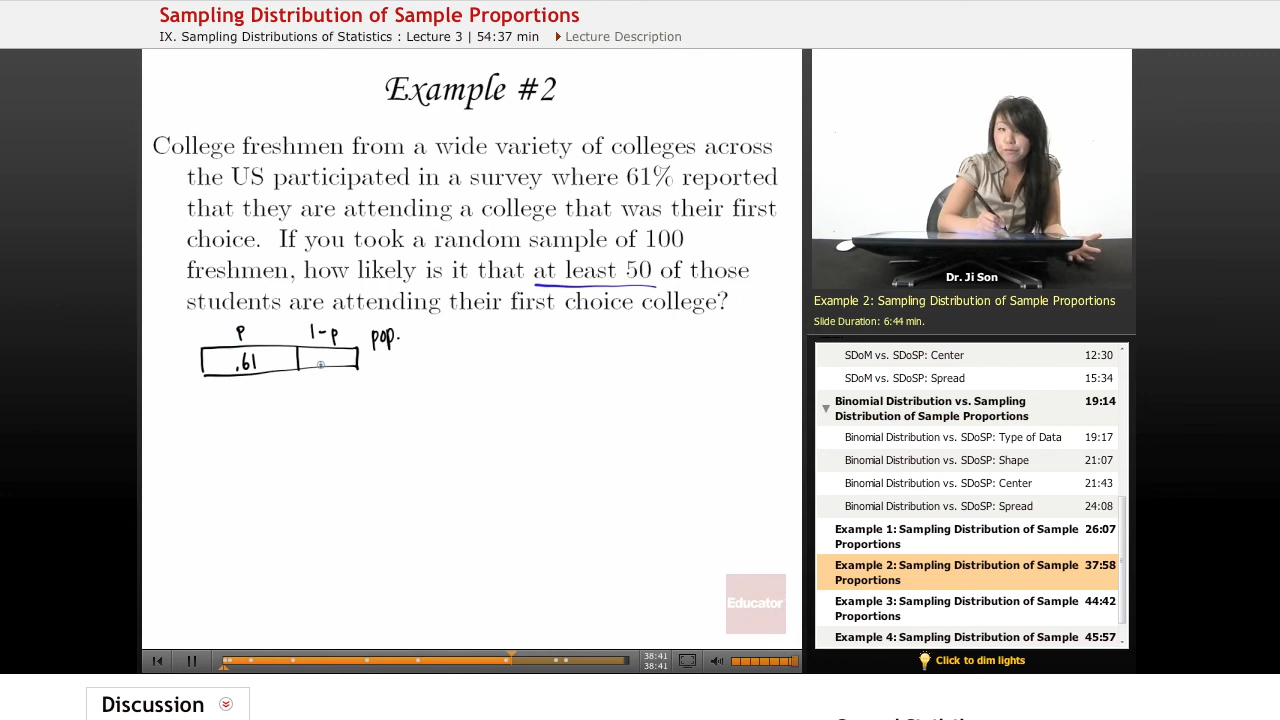 Sampling Distribution of Sample Proportions
IX. Sampling Distributions of Statistics : Lecture 3 | 54:37 min Lecture Description
Example #2
College freshmen from a wide variety of colleges across
the US participated in a survey where 61% reported
that they are attending a college that was their first
choice. If you took a random sample of 100
freshmen, how likely is it that at least 50 of those
students are attending their first choice college?
p 1-p pop.
.61
Educator
38:41
38:41
Dr. Ji Son
Example 2: Sampling Distribution of Sample Proportions
Slide Duration: 6:44 min.
SDoM vs. SDoSP: Center 12:30
SDoM vs. SDoSP: Spread 15:34
Binomial Distribution vs. Sampling 19:14
Distribution of Sample Proportions
Binomial Distribution vs. SDoSP: Type of Data 19:17
Binomial Distribution vs. SDoSP: Shape 21:07
Binomial Distribution vs. SDoSP: Center 21:43
Binomial Distribution vs. SDoSP: Spread 24:08
Example 1: Sampling Distribution of Sample 26:07
Proportions
Example 2: Sampling Distribution of Sample 37:58
Proportions
Example 3: Sampling Distribution of Sample 44:42
Proportions
Example 4: Sampling Distribution of Sample 45:57
Click to dim lights
Discussion